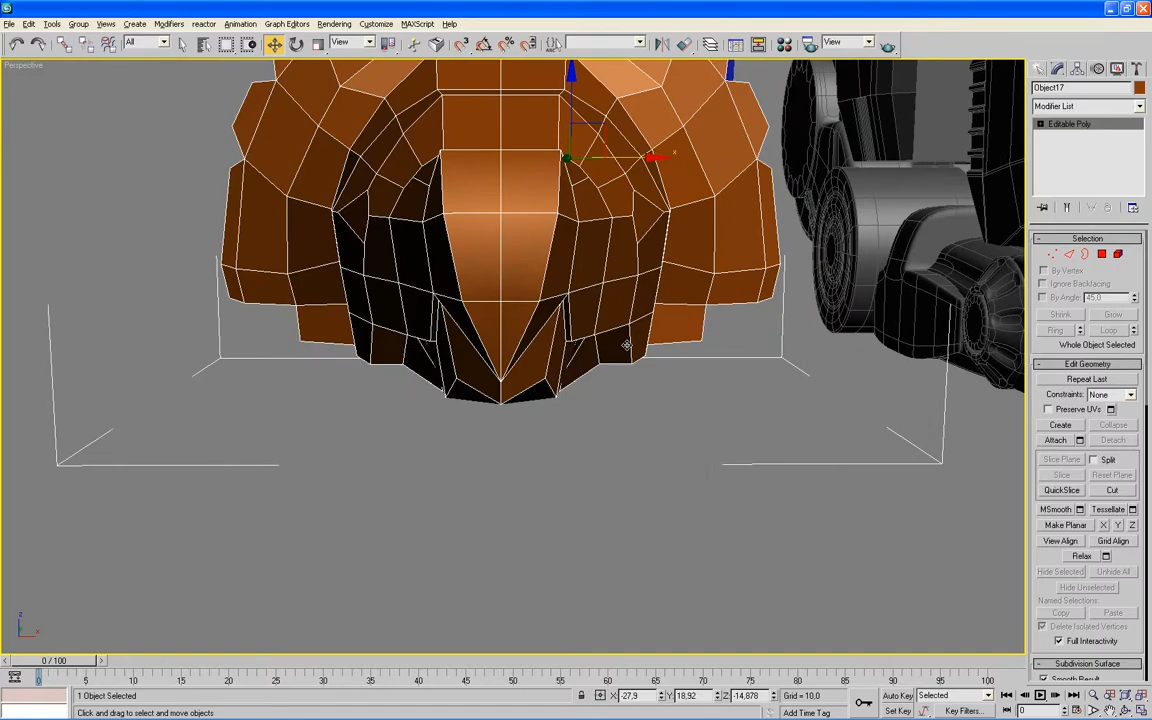 File Edit Tools Group Views Create Modifiers reactor Animation Graph Editors Rendering Customize MAXScript Help
All View View
Perspective
z
x
Object17
Modifier List
Editable Poly
Selection
By Vertex
Ignore Backfacing
By Angle: 45,0
Shrink Grow
Ring Loop
Whole Object Selected
Edit Geometry
Repeat Last
Constraints: None
Preserve UVs
Create Collapse
Attach Detach
Slice Plane Split
Slice Reset Plane
QuickSlice Cut
MSmooth Tessellate
Make Planar X Y Z
View Align Grid Align
Relax
Hide Selected Unhide All
Hide Unselected
Named Selections:
Copy Paste
Delete Isolated Vertices
Full Interactivity
Subdivision Surface
Smooth Result
z
x
0 / 100
0 5 10 15 20 25 30 35 40 45 50 55 60 65 70 75 80 85 90 95 100
1 Object Selected X: -27,9 Y: 18,92 Z: -14,878 Grid = 10,0 Auto Key Selected
Click and drag to select and move objects Add Time Tag Set Key Key Filters... 0